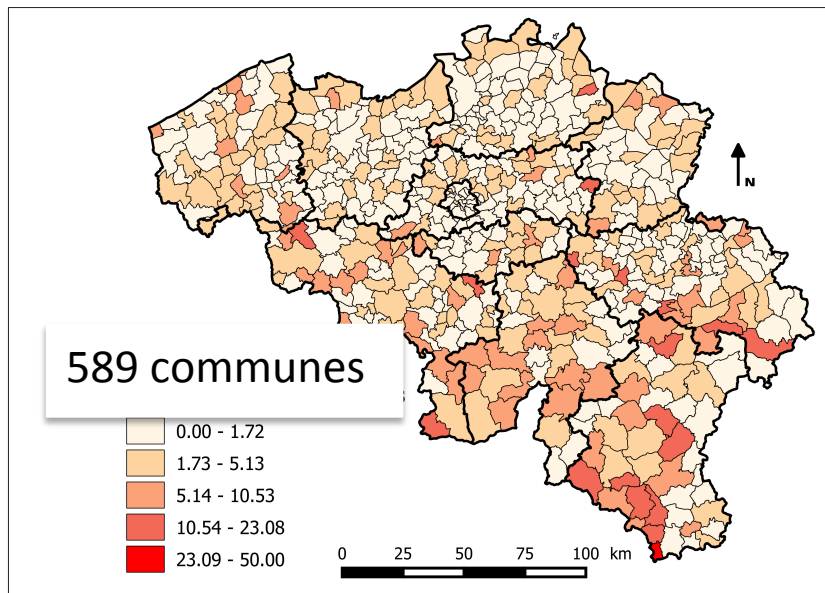 N
589 communes
s
0.00 - 1.72
1.73 - 5.13
5.14 - 10.53
10.54 - 23.08
23.09 - 50.00
0 25 50 75 100 km